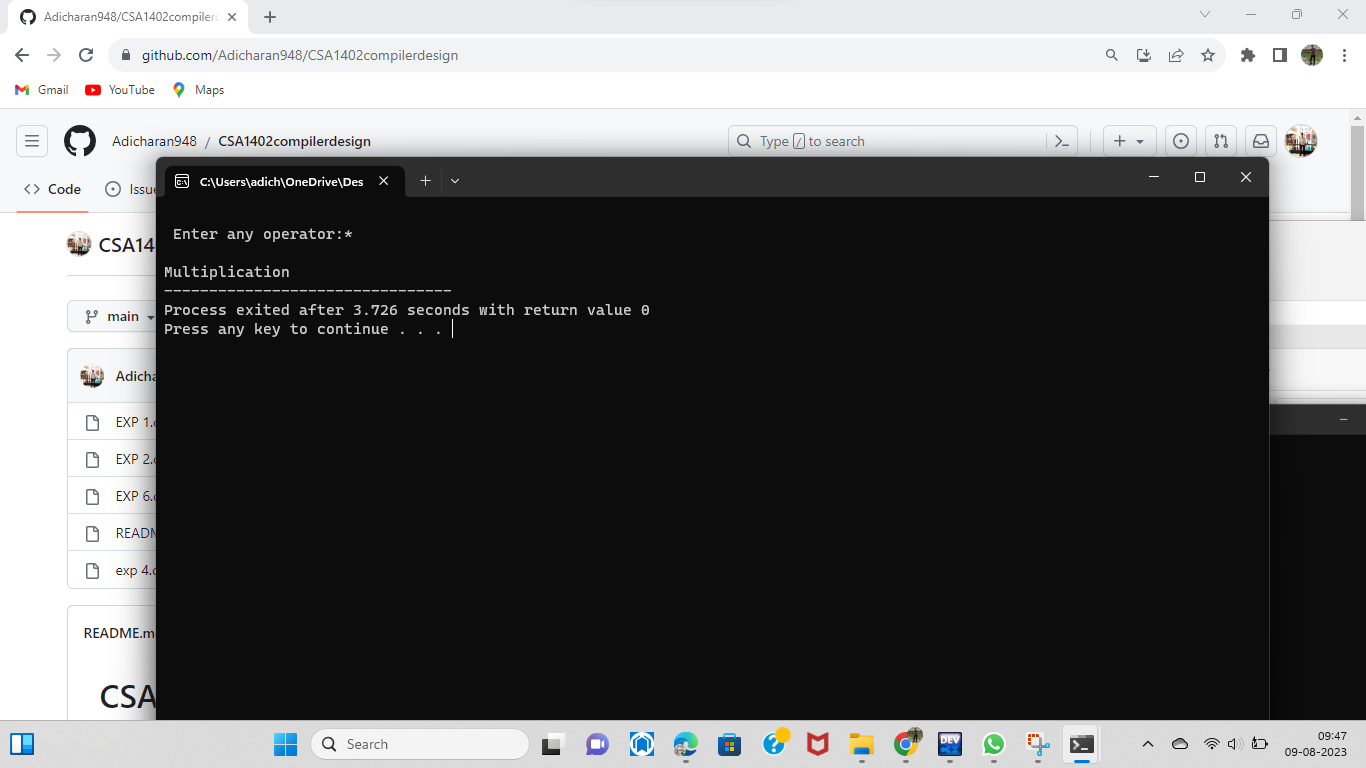 Adicharan948/CSA1402compilerc
github.com/Adicharan948/CSA1402compilerdesign
Gmail YouTube Maps
Adicharan948 / CSA1402compilerdesign
Type / to search
Code Issu
C:\Users\adich\OneDrive\Des
Enter any operator:*
CSA14
Multiplication
--------------------------------
Process exited after 3.726 seconds with return value 0
main
Press any key to continue . . .
Adicha
EXP 1.
EXP 2.
EXP 6.
READM
exp 4.
README.m
CSA
Search
DEV
09:47
09-08-2023